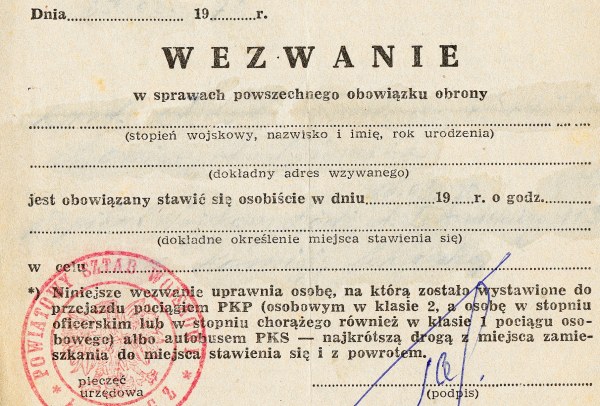 Dnia.............................. 19............r.
WEZWANIE
w sprawach powszechnego obowiązku obrony
(stopień wojskowy, nazwisko i imię, rok urodzenia)
(dokładny adres wzywanego)
jest obowiązany stawić się osobiście w dniu................19.....r. o godz.............
(dokładne określenie miejsca stawienia się)
w celu
*) Niniejsze wezwanie uprawnia osobę, na którą zostało wystawione do
przejazdu pociągiem PKP (osobowym w klasie 2, a osobę w stopniu
oficerskim lub w stopniu chorążego również w klasie 1 pociągu oso-
bowego) albo autobusem PKS — najkrótszą drogą z miejsca zamie-
szkania do miejsca stawienia się i z powrotem.
pieczęć
urzędowa
(podpis)
POWIATOWY SZTAB